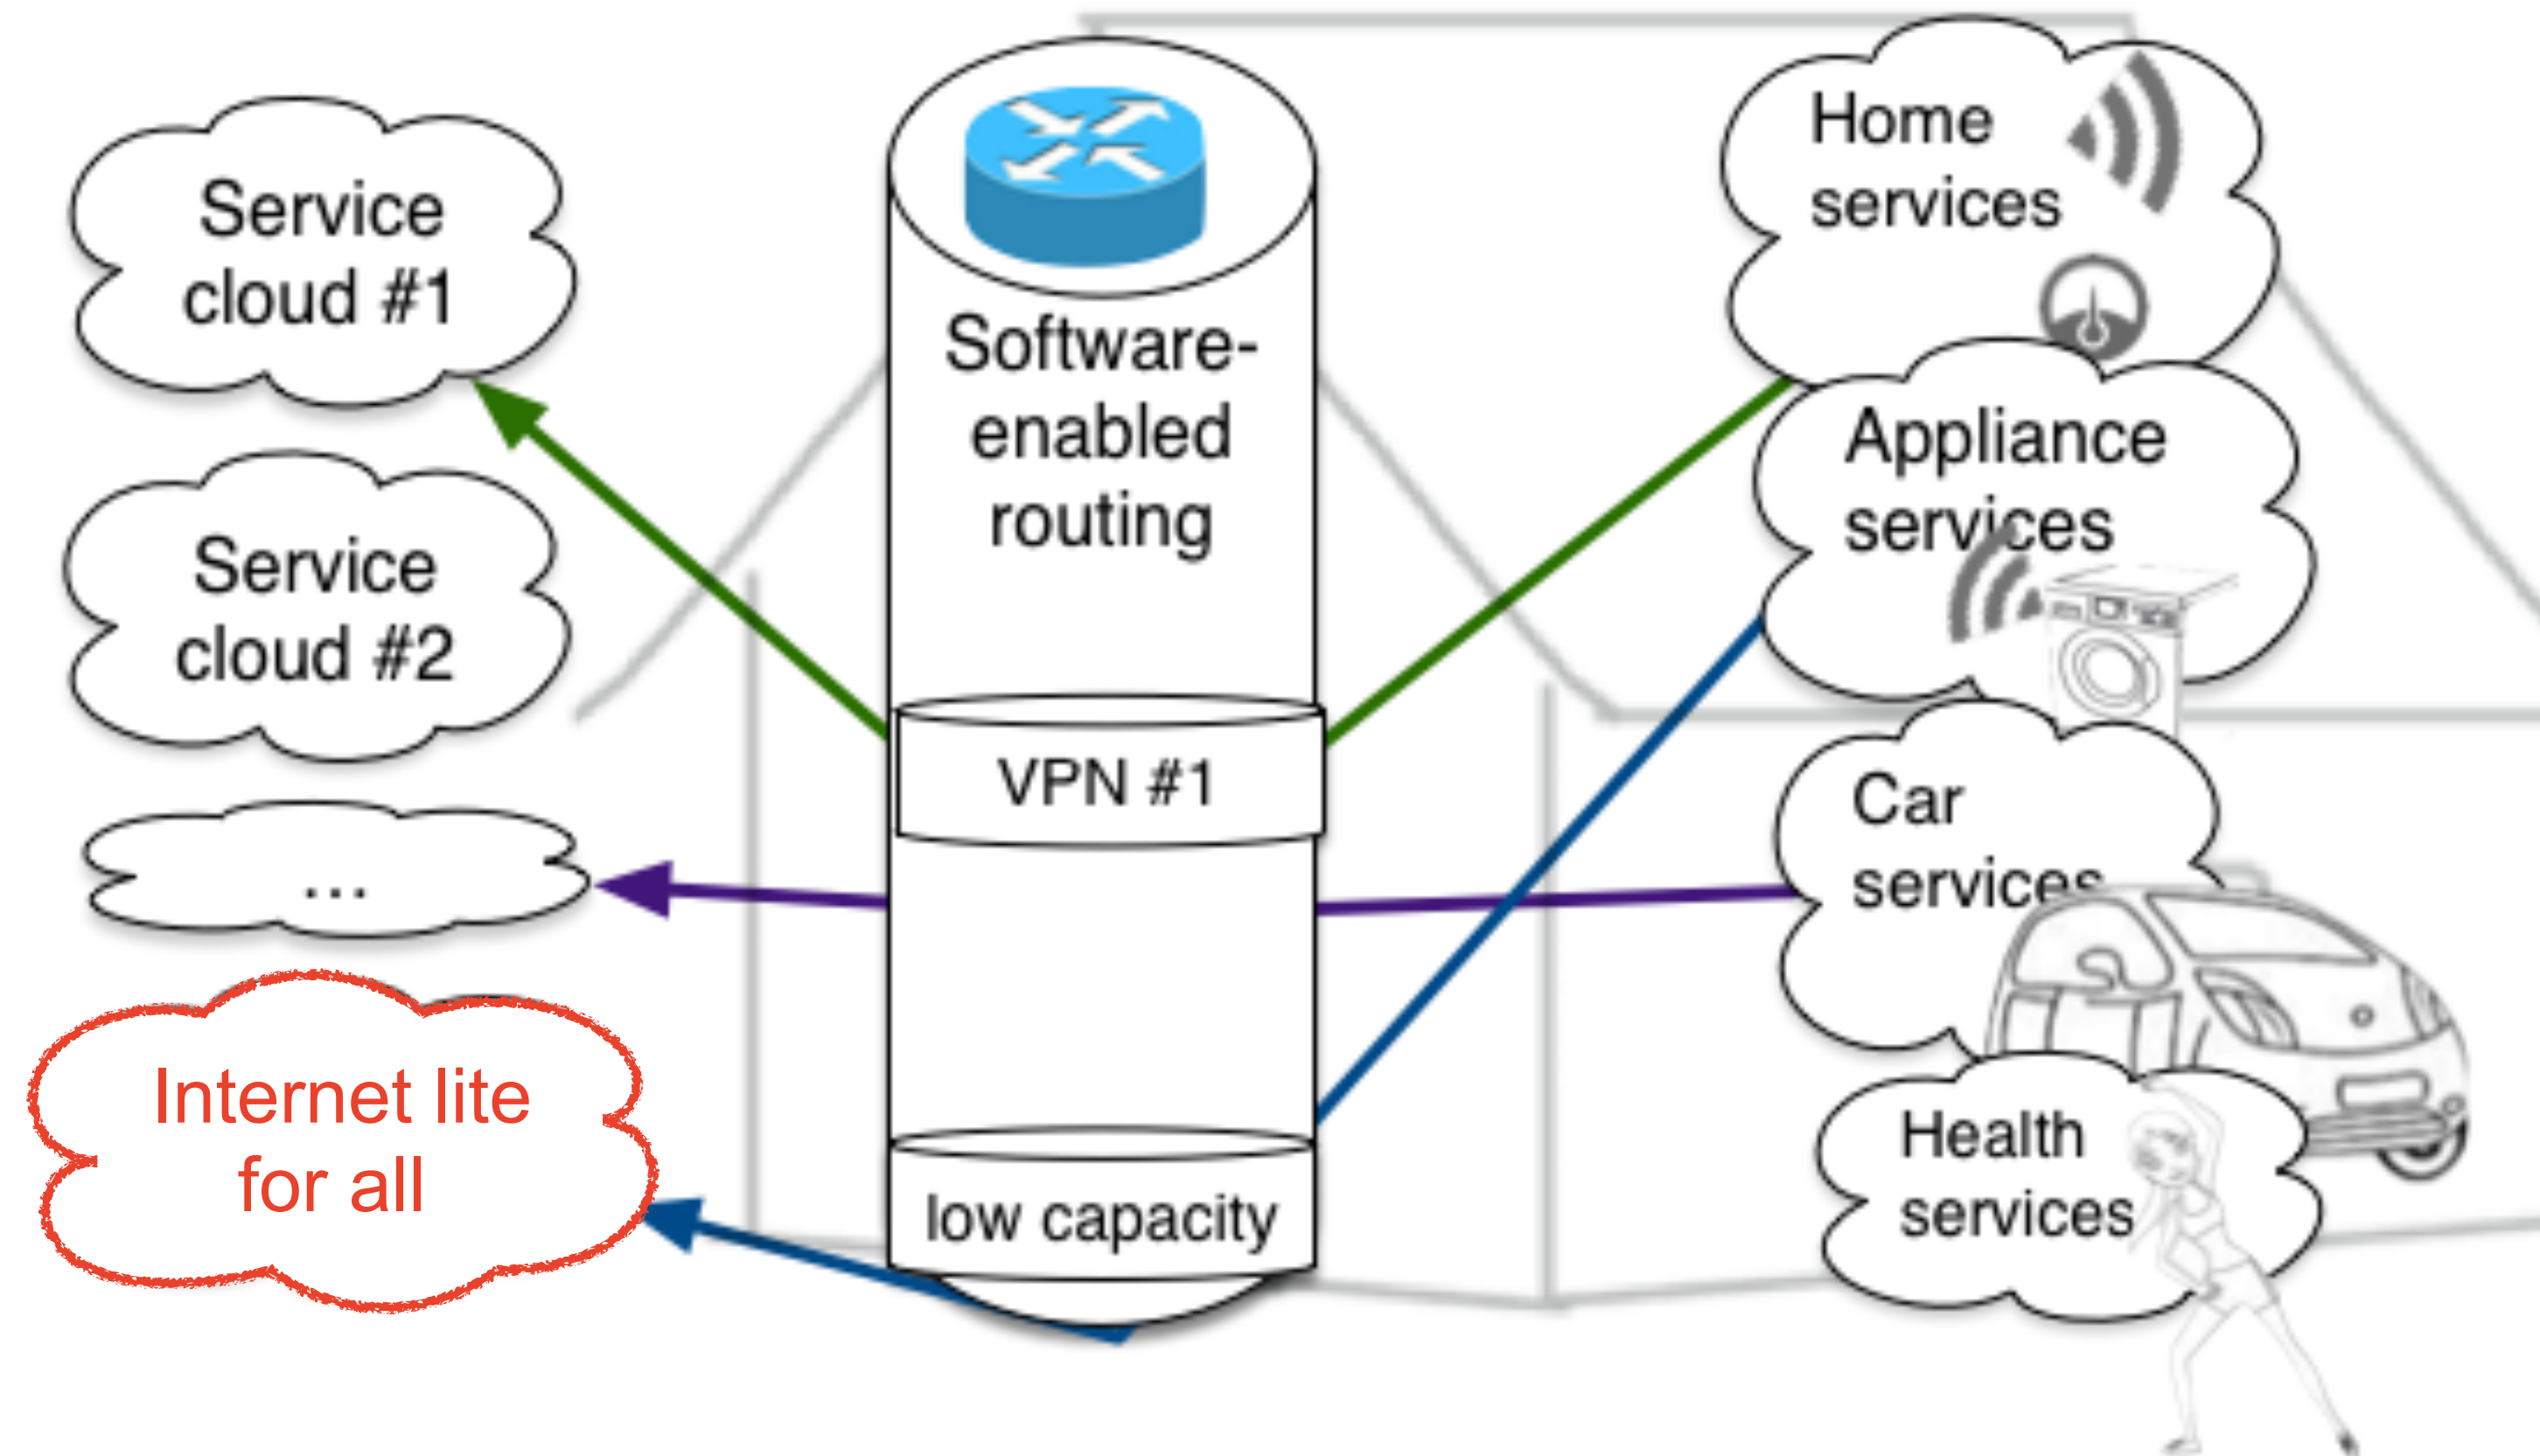 Service
cloud #1
Service
cloud #2
...
Internet lite
for all
Software-
enabled
routing
VPN #1
low capacity
Home
services
Appliance
services
Car
services
Health
services